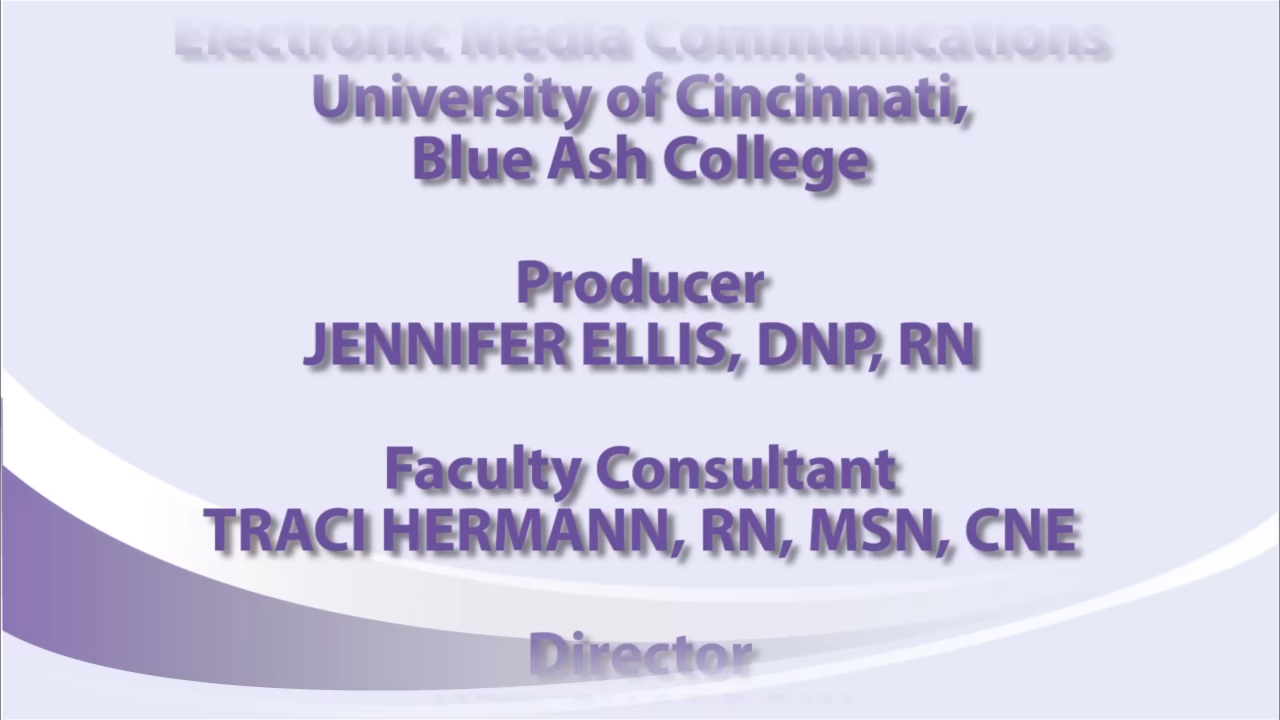 Electronic Media Communications
University of Cincinnati,
Blue Ash College
Producer
JENNIFER ELLIS, DNP, RN
Faculty Consultant
TRACI HERMANN, RN, MSN, CNE
Director